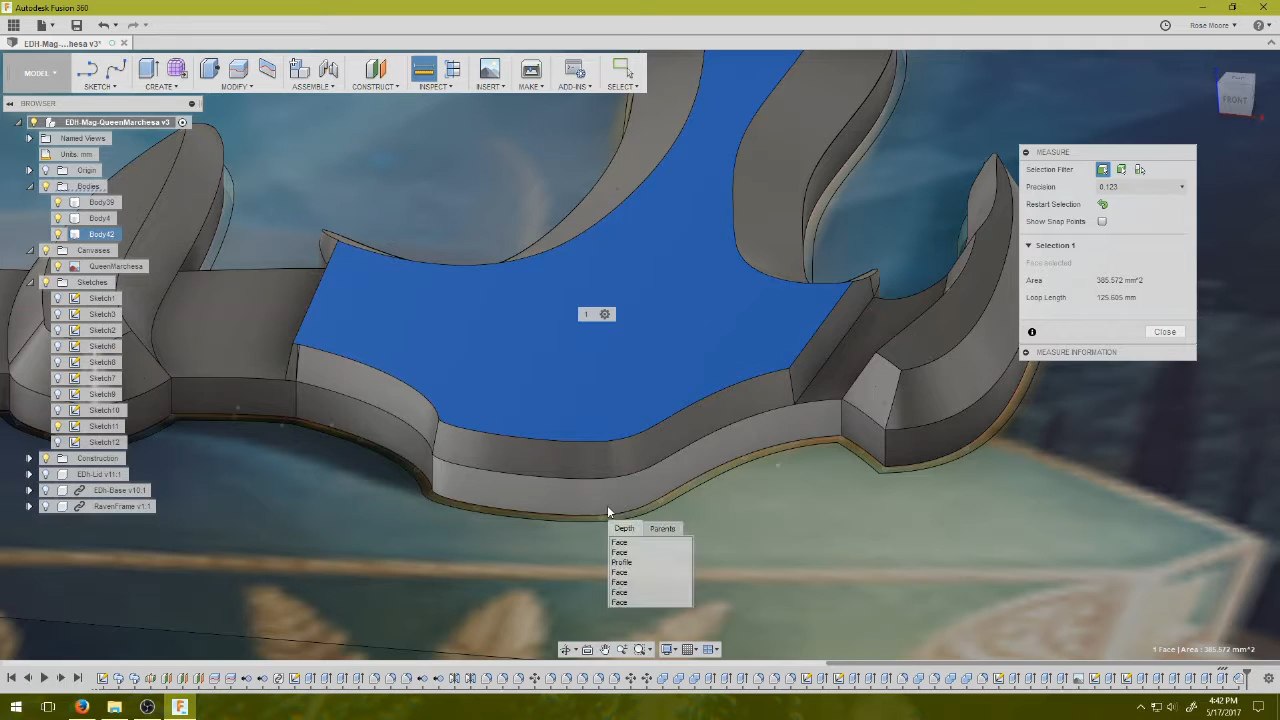 Autodesk Fusion 360
Rose Moore
EDH-Mag-...hesa v3*
MODEL
SKETCH
CREATE
MODIFY
ASSEMBLE
CONSTRUCT
INSPECT
INSERT
MAKE
ADD-INS
SELECT
BROWSER
EDH-Mag-QueenMarchesa v3
Named Views
Units: mm
Origin
Bodies
Body39
Body4
Body42
Canvases
QueenMarchesa
Sketches
Sketch1
Sketch3
Sketch2
Sketch6
Sketch8
Sketch7
Sketch9
Sketch10
Sketch11
Sketch12
Construction
EDh-Lid v11:1
EDh-Base v10:1
RavenFrame v1:1
FRONT
MEASURE
Selection Filter
Precision 0.123
Restart Selection
Show Snap Points
Selection 1
Face selected
Area 385.572 mm^2
Loop Length 125.605 mm
Close
MEASURE INFORMATION
1
Depth Parents
Face
Face
Profile
Face
Face
Face
Face
1 Face | Area : 385.572 mm^2
4:42 PM
5/17/2017